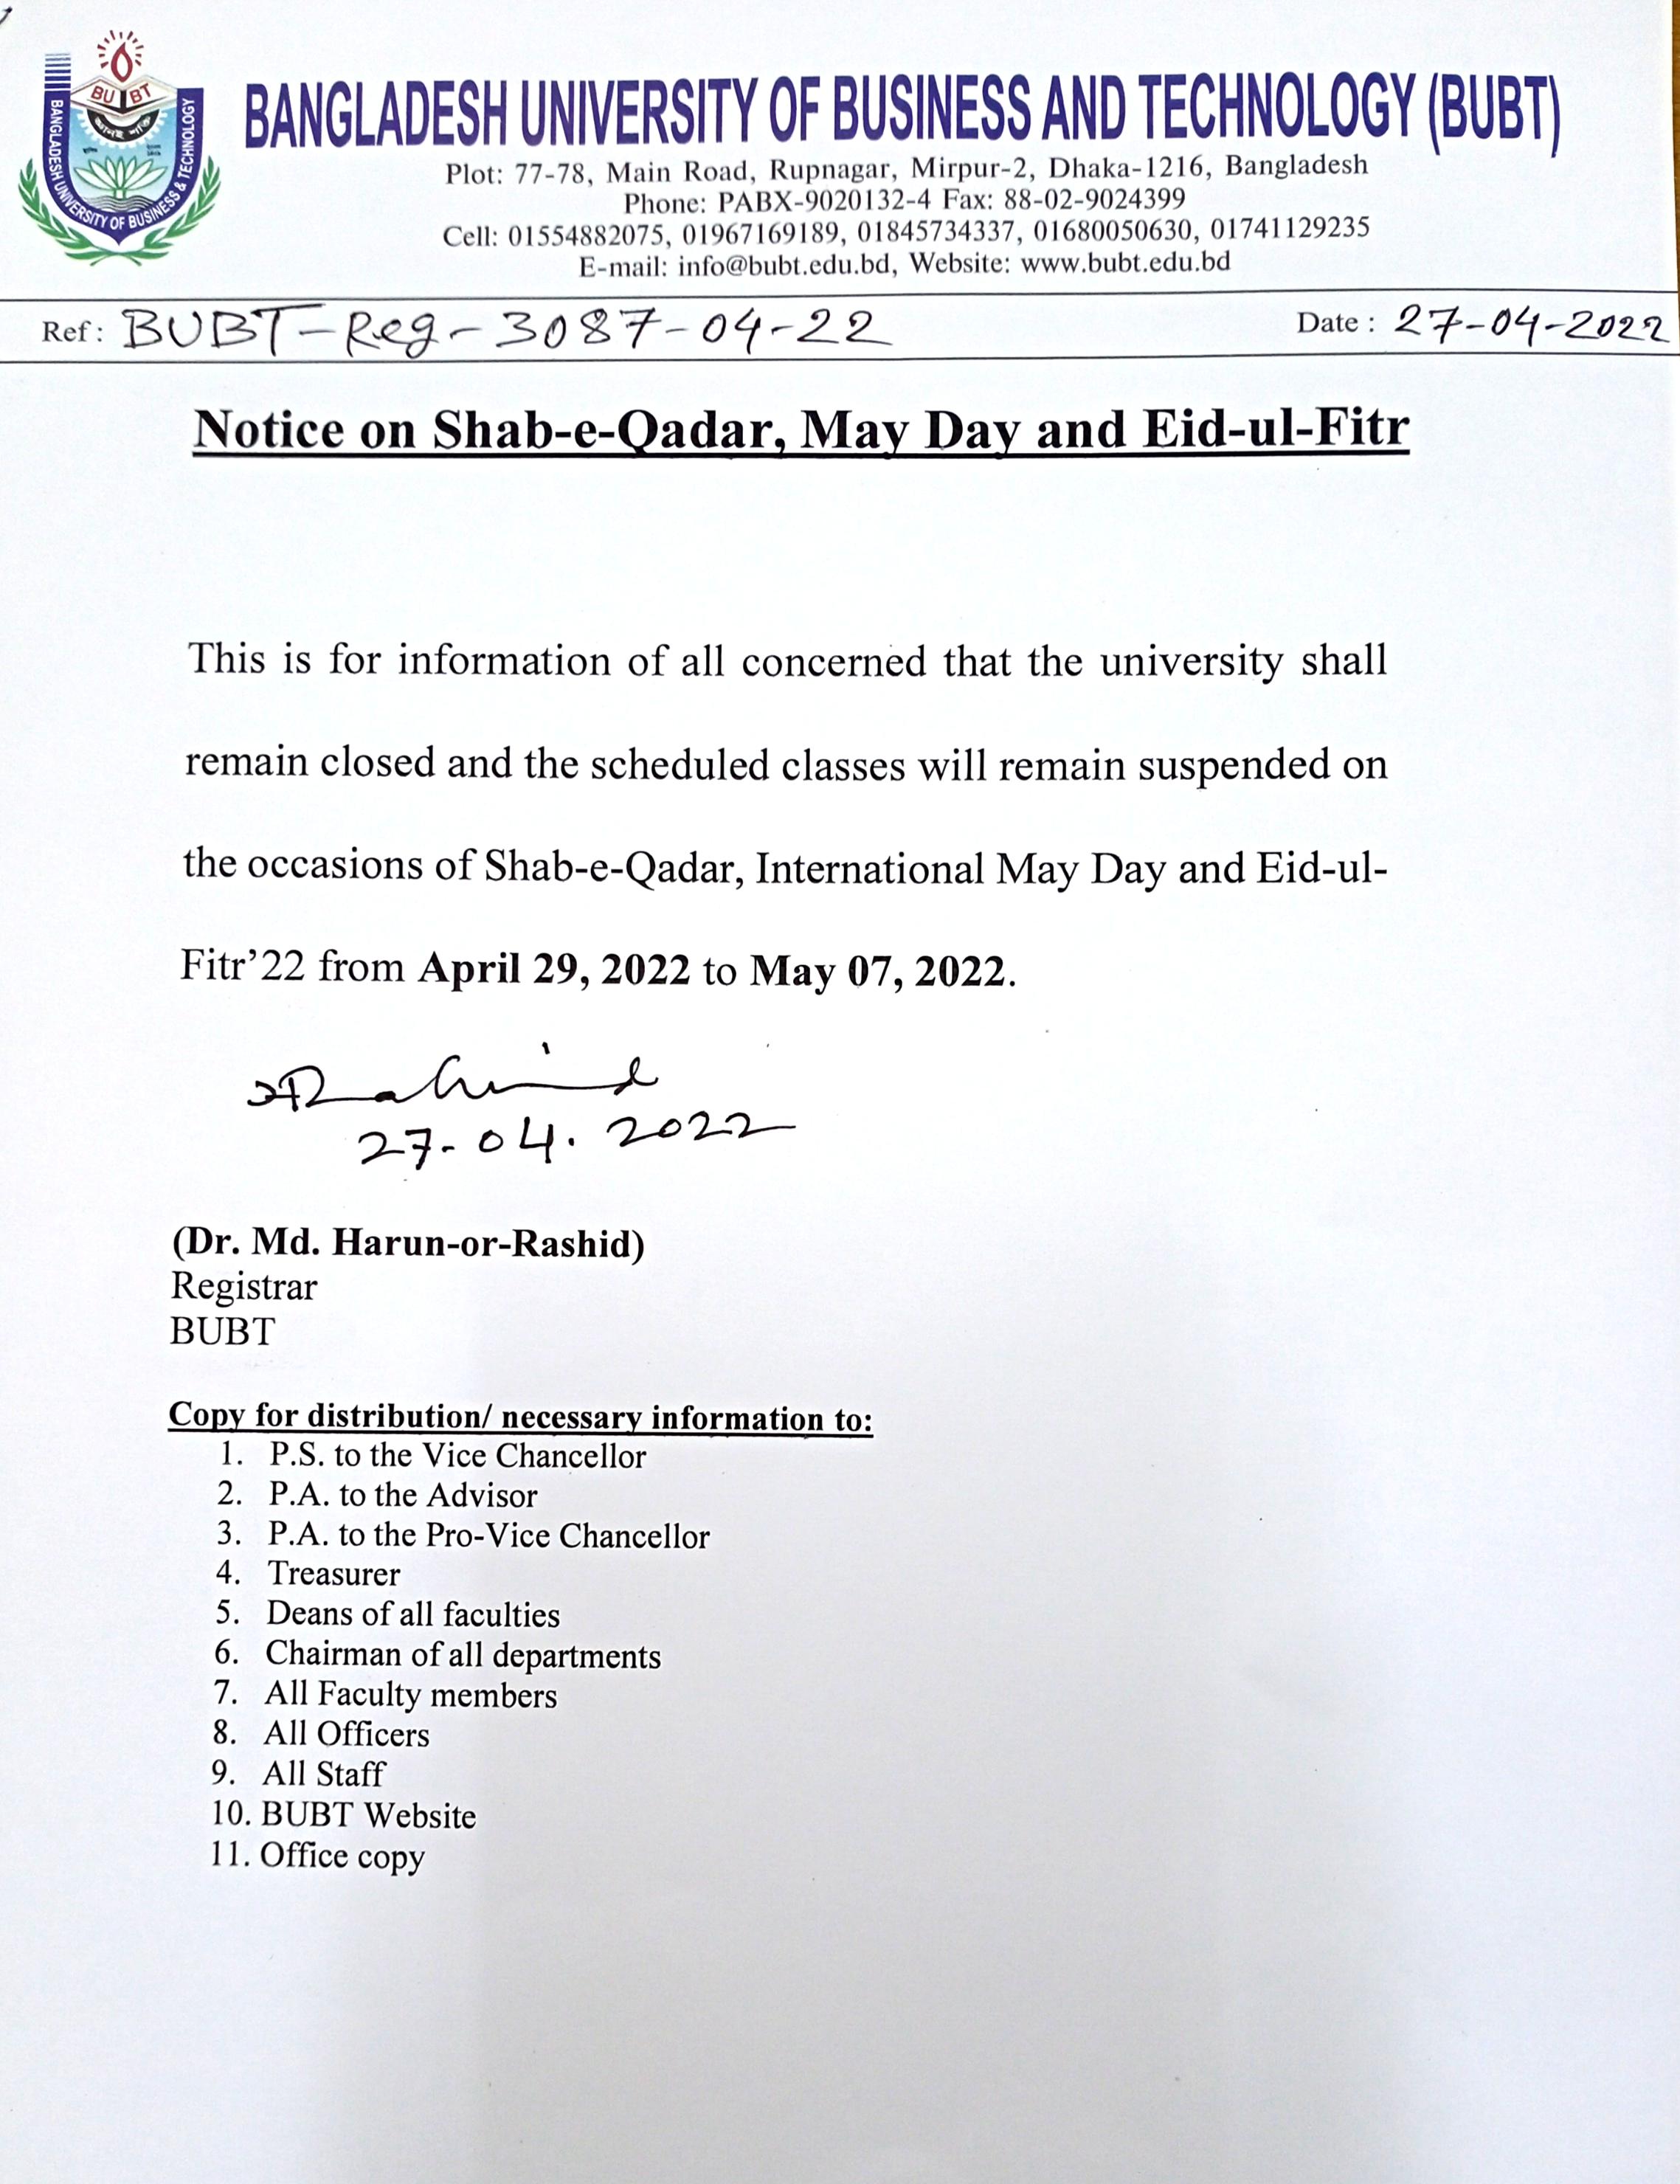 BU BT
জ্ঞানই শক্তি
BANGLADESH UNIVERSITY OF BUSINESS & TECHNOLOGY
BANGLADESH UNIVERSITY OF BUSINESS AND TECHNOLOGY (BUBT)
Plot: 77-78, Main Road, Rupnagar, Mirpur-2, Dhaka-1216, Bangladesh
Phone: PABX-9020132-4 Fax: 88-02-9024399
Cell: 01554882075, 01967169189, 01845734337, 01680050630, 01741129235
E-mail: info@bubt.edu.bd, Website: www.bubt.edu.bd
Ref: BUBT-Reg-3087-04-22 Date: 27-04-2022
Notice on Shab-e-Qadar, May Day and Eid-ul-Fitr
This is for information of all concerned that the university shall
remain closed and the scheduled classes will remain suspended on
the occasions of Shab-e-Qadar, International May Day and Eid-ul-
Fitr’22 from April 29, 2022 to May 07, 2022.
27-04.2022
(Dr. Md. Harun-or-Rashid)
Registrar
BUBT
Copy for distribution/ necessary information to:
1. P.S. to the Vice Chancellor
2. P.A. to the Advisor
3. P.A. to the Pro-Vice Chancellor
4. Treasurer
5. Deans of all faculties
6. Chairman of all departments
7. All Faculty members
8. All Officers
9. All Staff
10. BUBT Website
11. Office copy